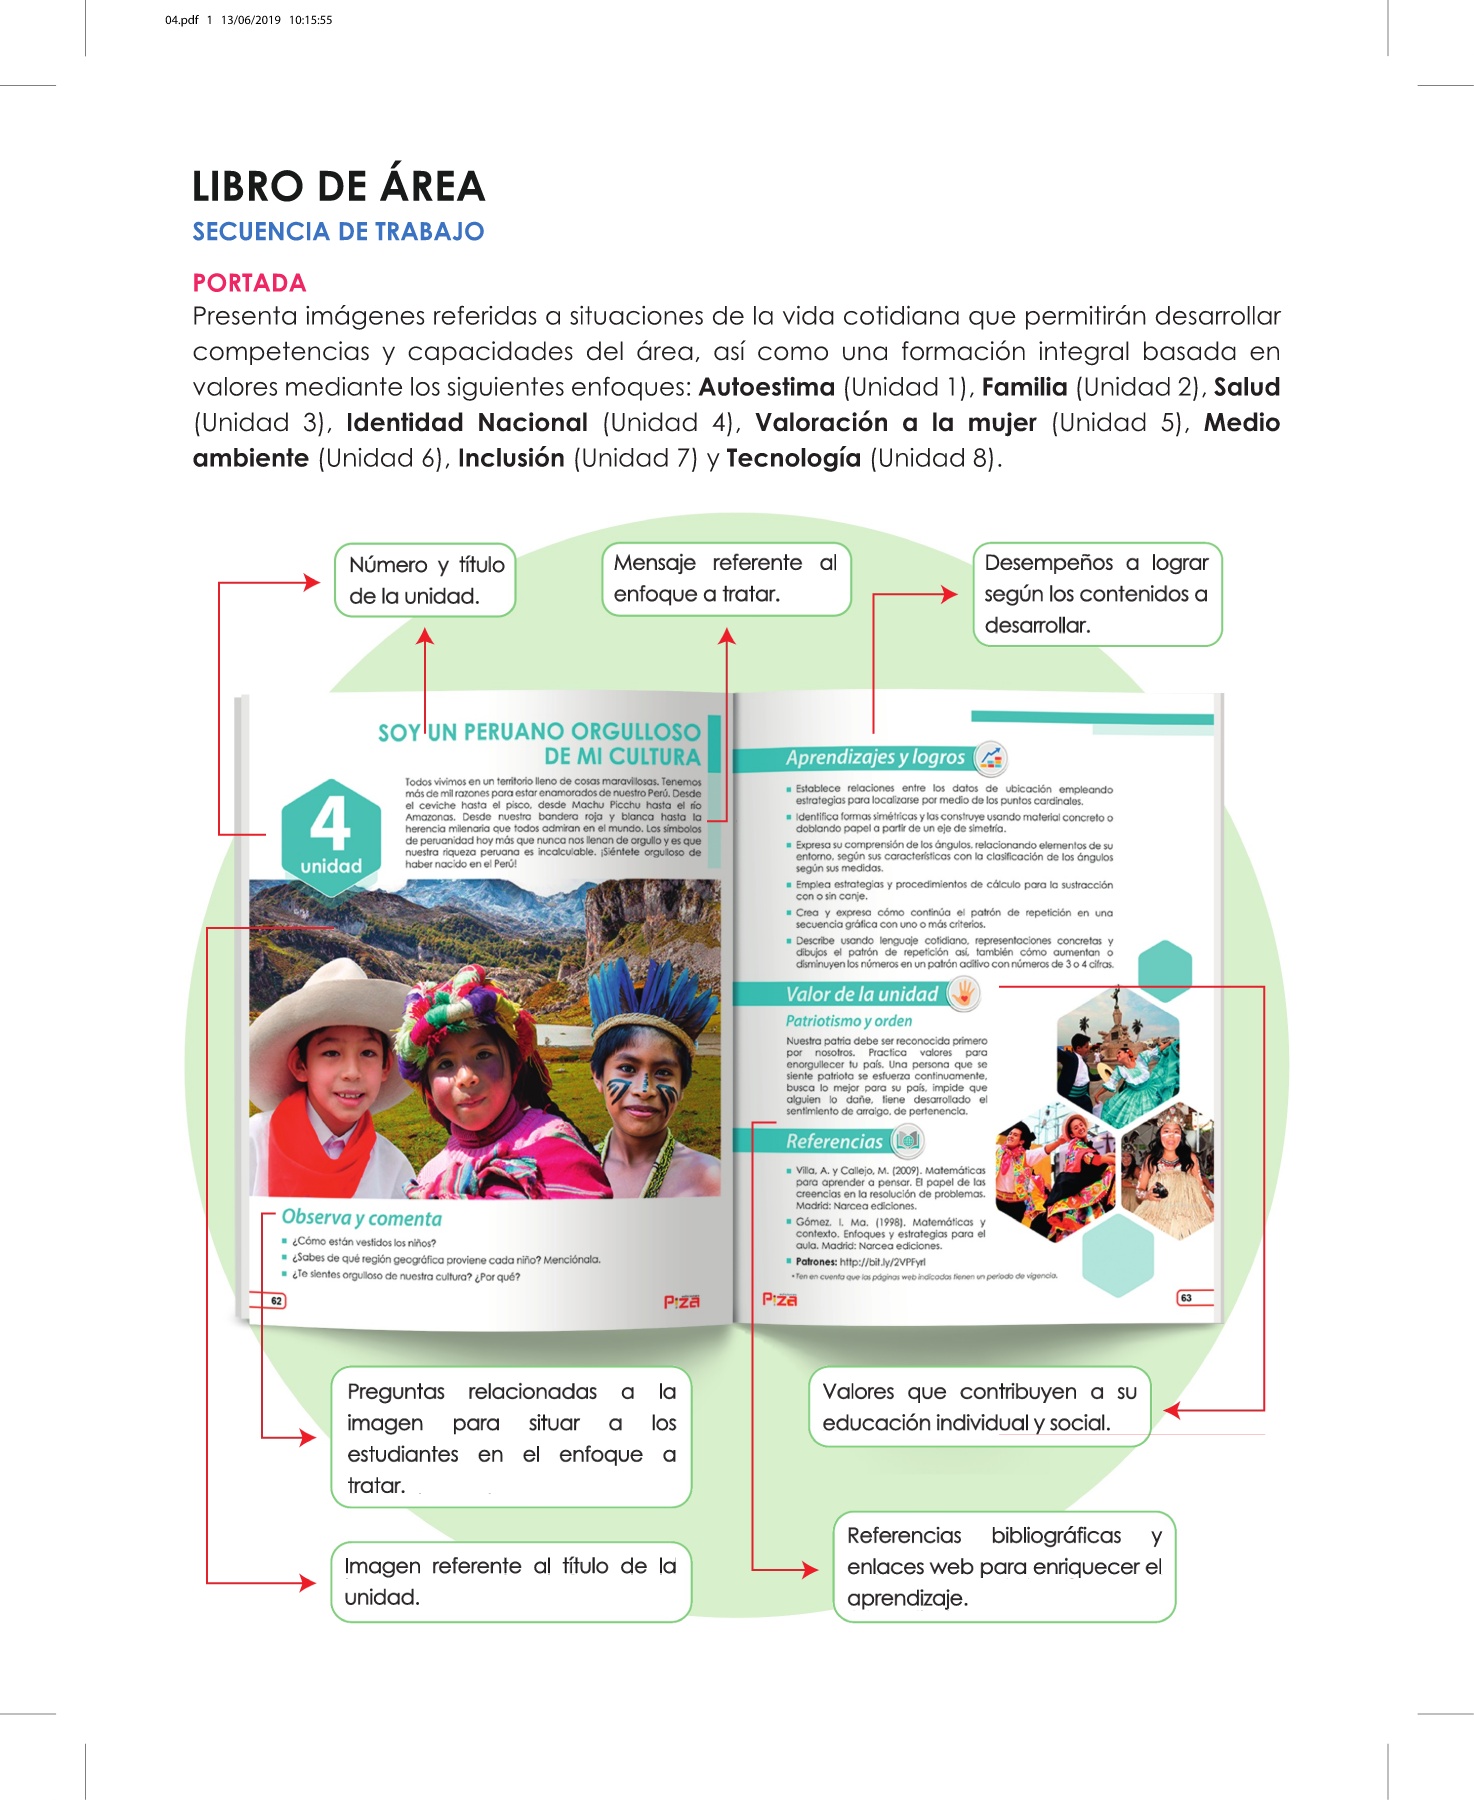 04.pdf 1 13/06/2019 10:15:55
LIBRO DE ÁREA
SECUENCIA DE TRABAJO
PORTADA
Presenta imágenes referidas a situaciones de la vida cotidiana que permitirán desarrollar
competencias y capacidades del área, así como una formación integral basada en
valores mediante los siguientes enfoques: Autoestima (Unidad 1), Familia (Unidad 2), Salud
(Unidad 3), Identidad Nacional (Unidad 4), Valoración a la mujer (Unidad 5), Medio
ambiente (Unidad 6), Inclusión (Unidad 7) y Tecnología (Unidad 8).
Número y título
de la unidad.
Mensaje referente al
enfoque a tratar.
Desempeños a lograr
según los contenidos a
desarrollar.
SOY UN PERUANO ORGULLOSO
DE MI CULTURA
4
unidad
Todos vivimos en un territorio lleno de cosas maravillosas. Tenemos
más de mil razones para estar enamorados de nuestro Perú. Desde
el ceviche hasta el pisco, desde Machu Picchu hasta el río
Amazonas. Desde nuestra bandera roja y blanca hasta la
herencia milenaria que todos admiran en el mundo. Los símbolos
de peruanidad hoy más que nunca nos llenan de orgullo y es que
nuestra riqueza peruana es incalculable. ¡Siéntete orgulloso de
haber nacido en el Perú!
Observa y comenta
¿Cómo están vestidos los niños?
¿Sabes de qué región geográfica proviene cada niño? Menciónala.
¿Te sientes orgulloso de nuestra cultura? ¿Por qué?
62
Piza
Aprendizajes y logros
Establece relaciones entre los datos de ubicación empleando
estrategias para localizarse por medio de los puntos cardinales.
Identifica formas simétricas y las construye usando material concreto o
doblando papel a partir de un eje de simetría.
Expresa su comprensión de los ángulos, relacionando elementos de su
entorno, según sus características con la clasificación de los ángulos
según sus medidas.
Emplea estrategias y procedimientos de cálculo para la sustracción
con o sin canje.
Crea y expresa cómo continúa el patrón de repetición en una
secuencia gráfica con uno o más criterios.
Describe usando lenguaje cotidiano, representaciones concretas y
dibujos el patrón de repetición así, también cómo aumentan o
disminuyen los números en un patrón aditivo con números de 3 o 4 cifras.
Valor de la unidad
Patriotismo y orden
Nuestra patria debe ser reconocida primero
por nosotros. Practica valores para
enorgullecer tu país. Una persona que se
siente patriota se esfuerza continuamente,
busca lo mejor para su país, impide que
alguien lo dañe, tiene desarrollado el
sentimiento de arraigo, de pertenencia.
Referencias
Villa, A. y Callejo, M. (2009). Matemáticas
para aprender a pensar. El papel de las
creencias en la resolución de problemas.
Madrid: Narcea ediciones.
Gómez, I. Ma. (1998). Matemáticas y
contexto. Enfoques y estrategias para el
aula. Madrid: Narcea ediciones.
Patrones: http://bit.ly/2VPFyrl
*Ten en cuenta que las páginas web indicadas tienen un periodo de vigencia.
Piza
63
Preguntas relacionadas a la
imagen para situar a los
estudiantes en el enfoque a
tratar.
Valores que contribuyen a su
educación individual y social.
Imagen referente al título de la
unidad.
Referencias bibliográficas y
enlaces web para enriquecer el
aprendizaje.